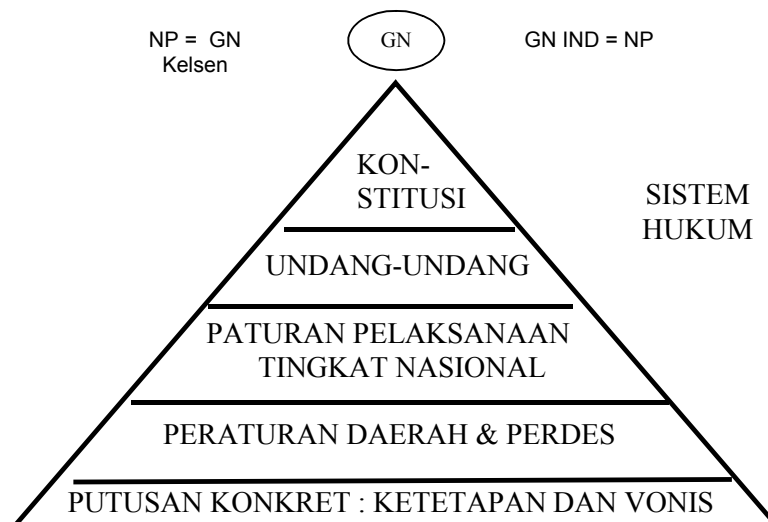 NP = GN
Kelsen
GN
GN IND = NP
KON-
STITUSI
SISTEM
HUKUM
UNDANG-UNDANG
PATURAN PELAKSANAAN
TINGKAT NASIONAL
PERATURAN DAERAH & PERDES
PUTUSAN KONKRET : KETETAPAN DAN VONIS